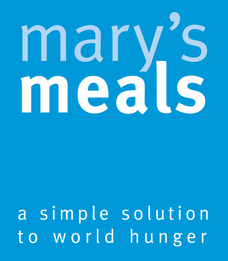 mary's
meals
a simple solution
to world hunger